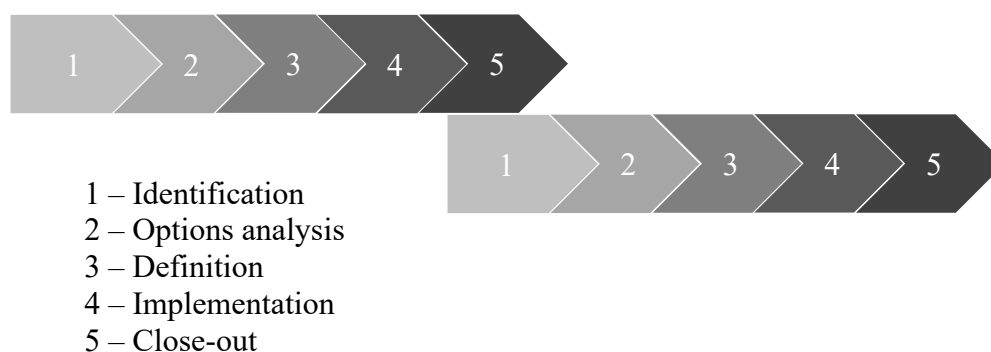 1 2 3 4 5
1 2 3 4 5
1 – Identification
2 – Options analysis
3 – Definition
4 – Implementation
5 – Close-out